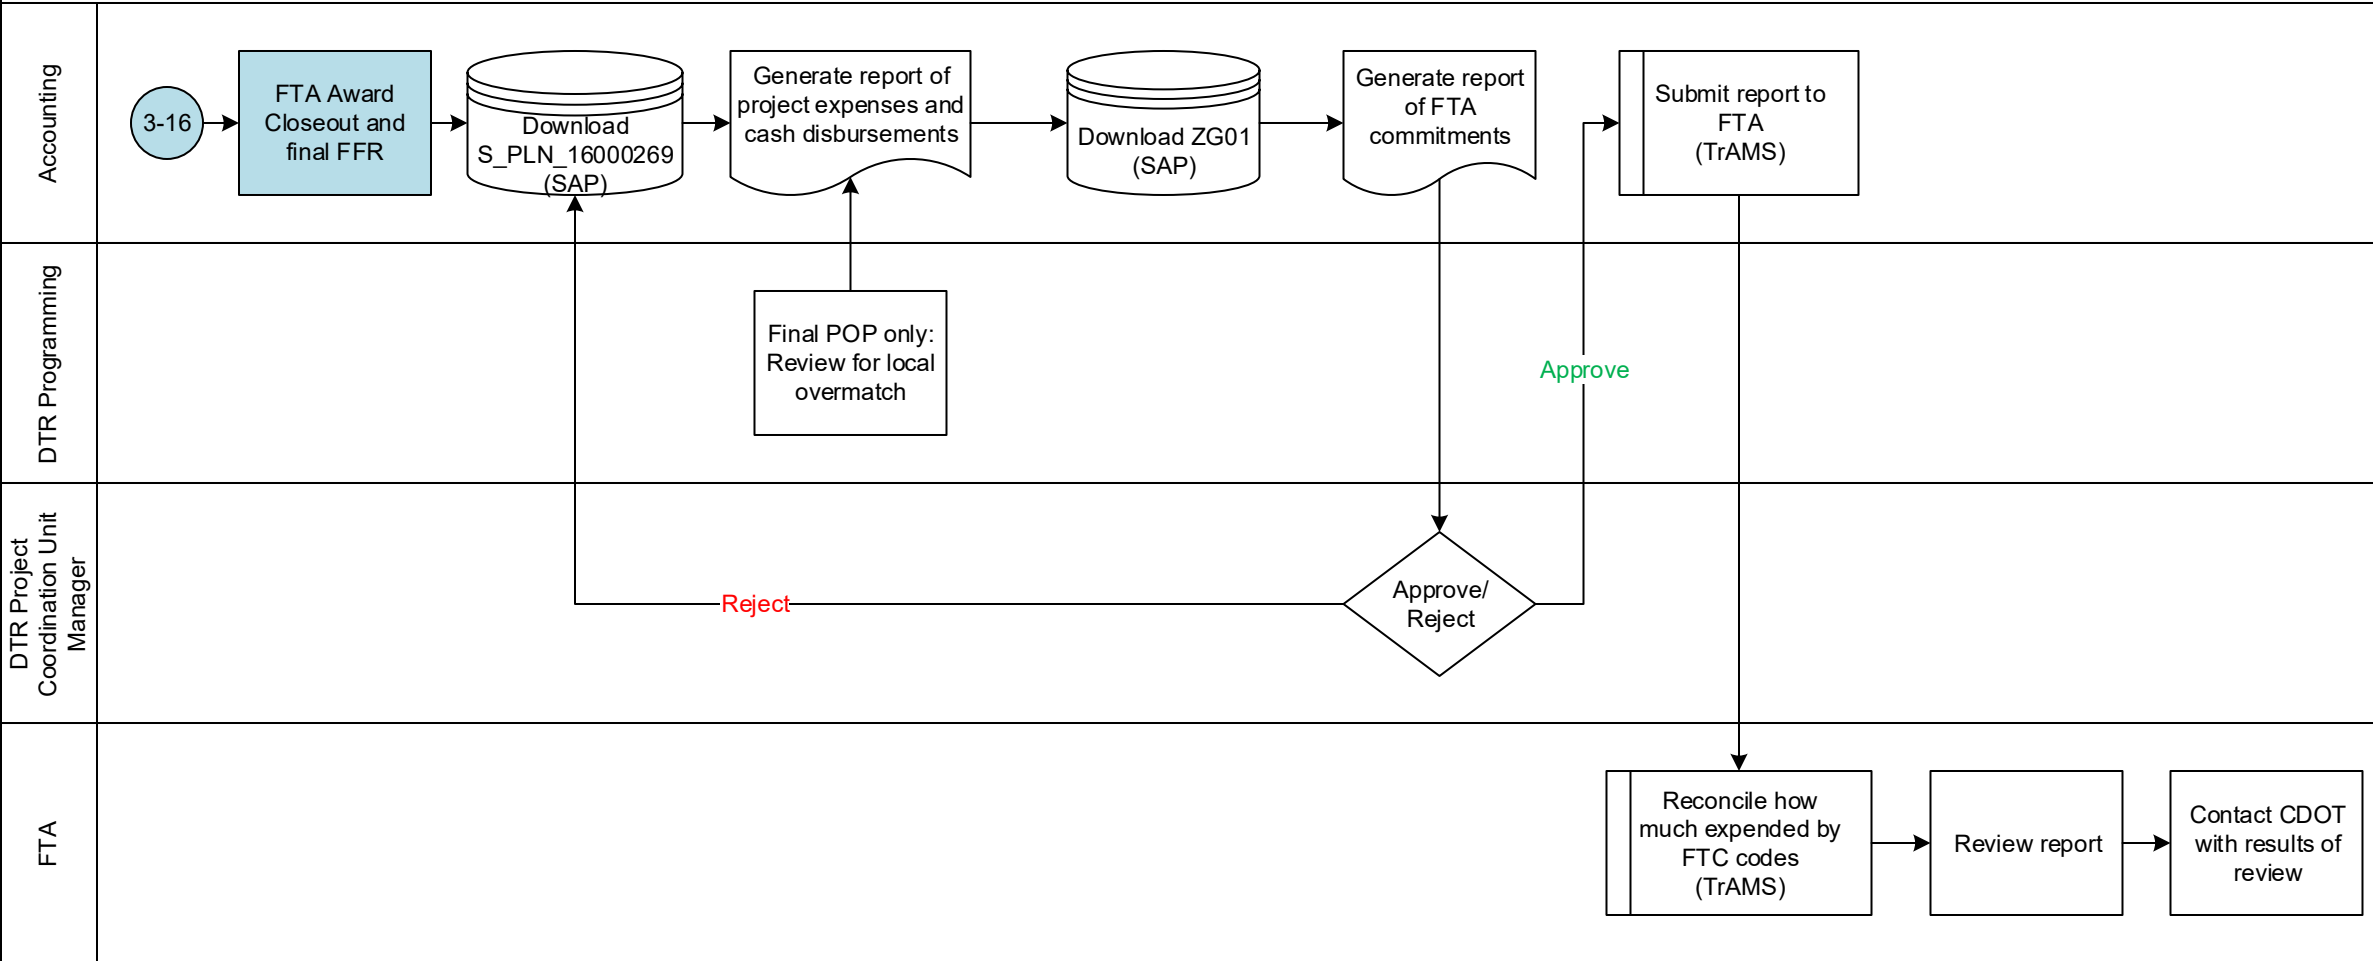 Accounting
3-16
FTA Award
Closeout and
final FFR
Download
S_PLN_16000269
(SAP)
Generate report of
project expenses and
cash disbursements
Download ZG01
(SAP)
Generate report
of FTA
commitments
Submit report to
FTA
(TrAMS)
DTR Programming
Final POP only:
Review for local
overmatch
Approve
DTR Project
Coordination Unit
Manager
Reject
Approve/
Reject
FTA
Reconcile how
much expended by
FTC codes
(TrAMS)
Review report
Contact CDOT
with results of
review